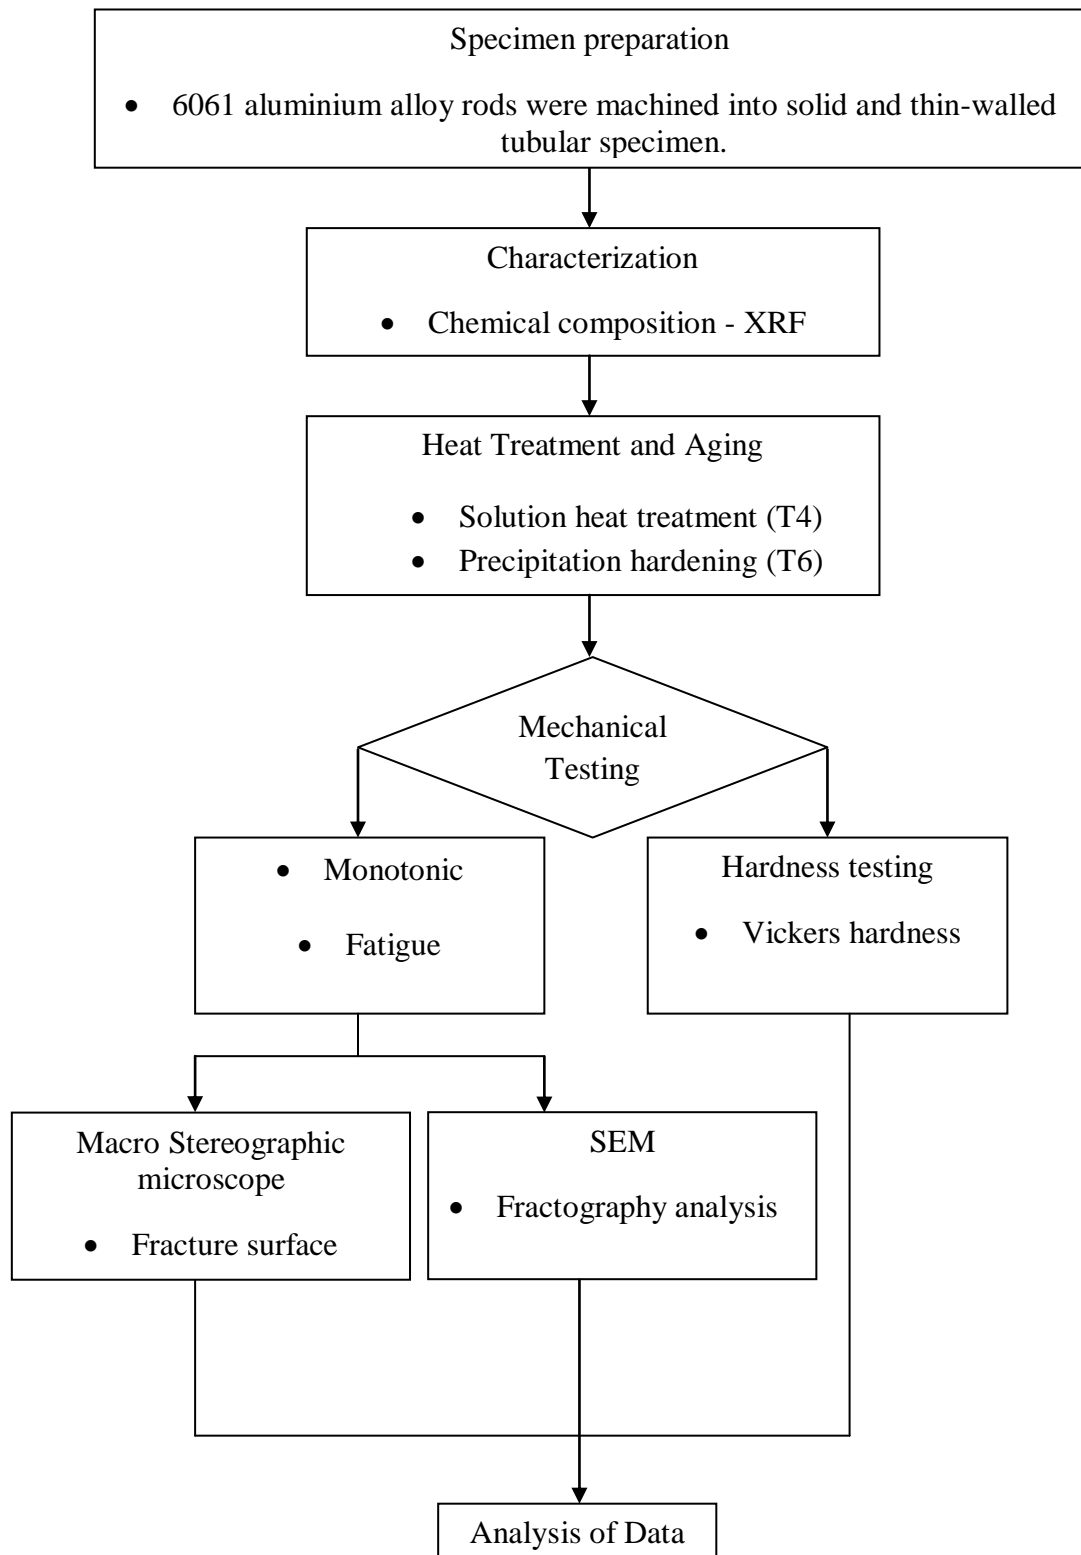 Specimen preparation
• 6061 aluminium alloy rods were machined into solid and thin-walled
tubular specimen.
Characterization
• Chemical composition - XRF
Heat Treatment and Aging
• Solution heat treatment (T4)
• Precipitation hardening (T6)
Mechanical
Testing
• Monotonic
• Fatigue
Hardness testing
• Vickers hardness
Macro Stereographic
microscope
• Fracture surface
SEM
• Fractography analysis
Analysis of Data